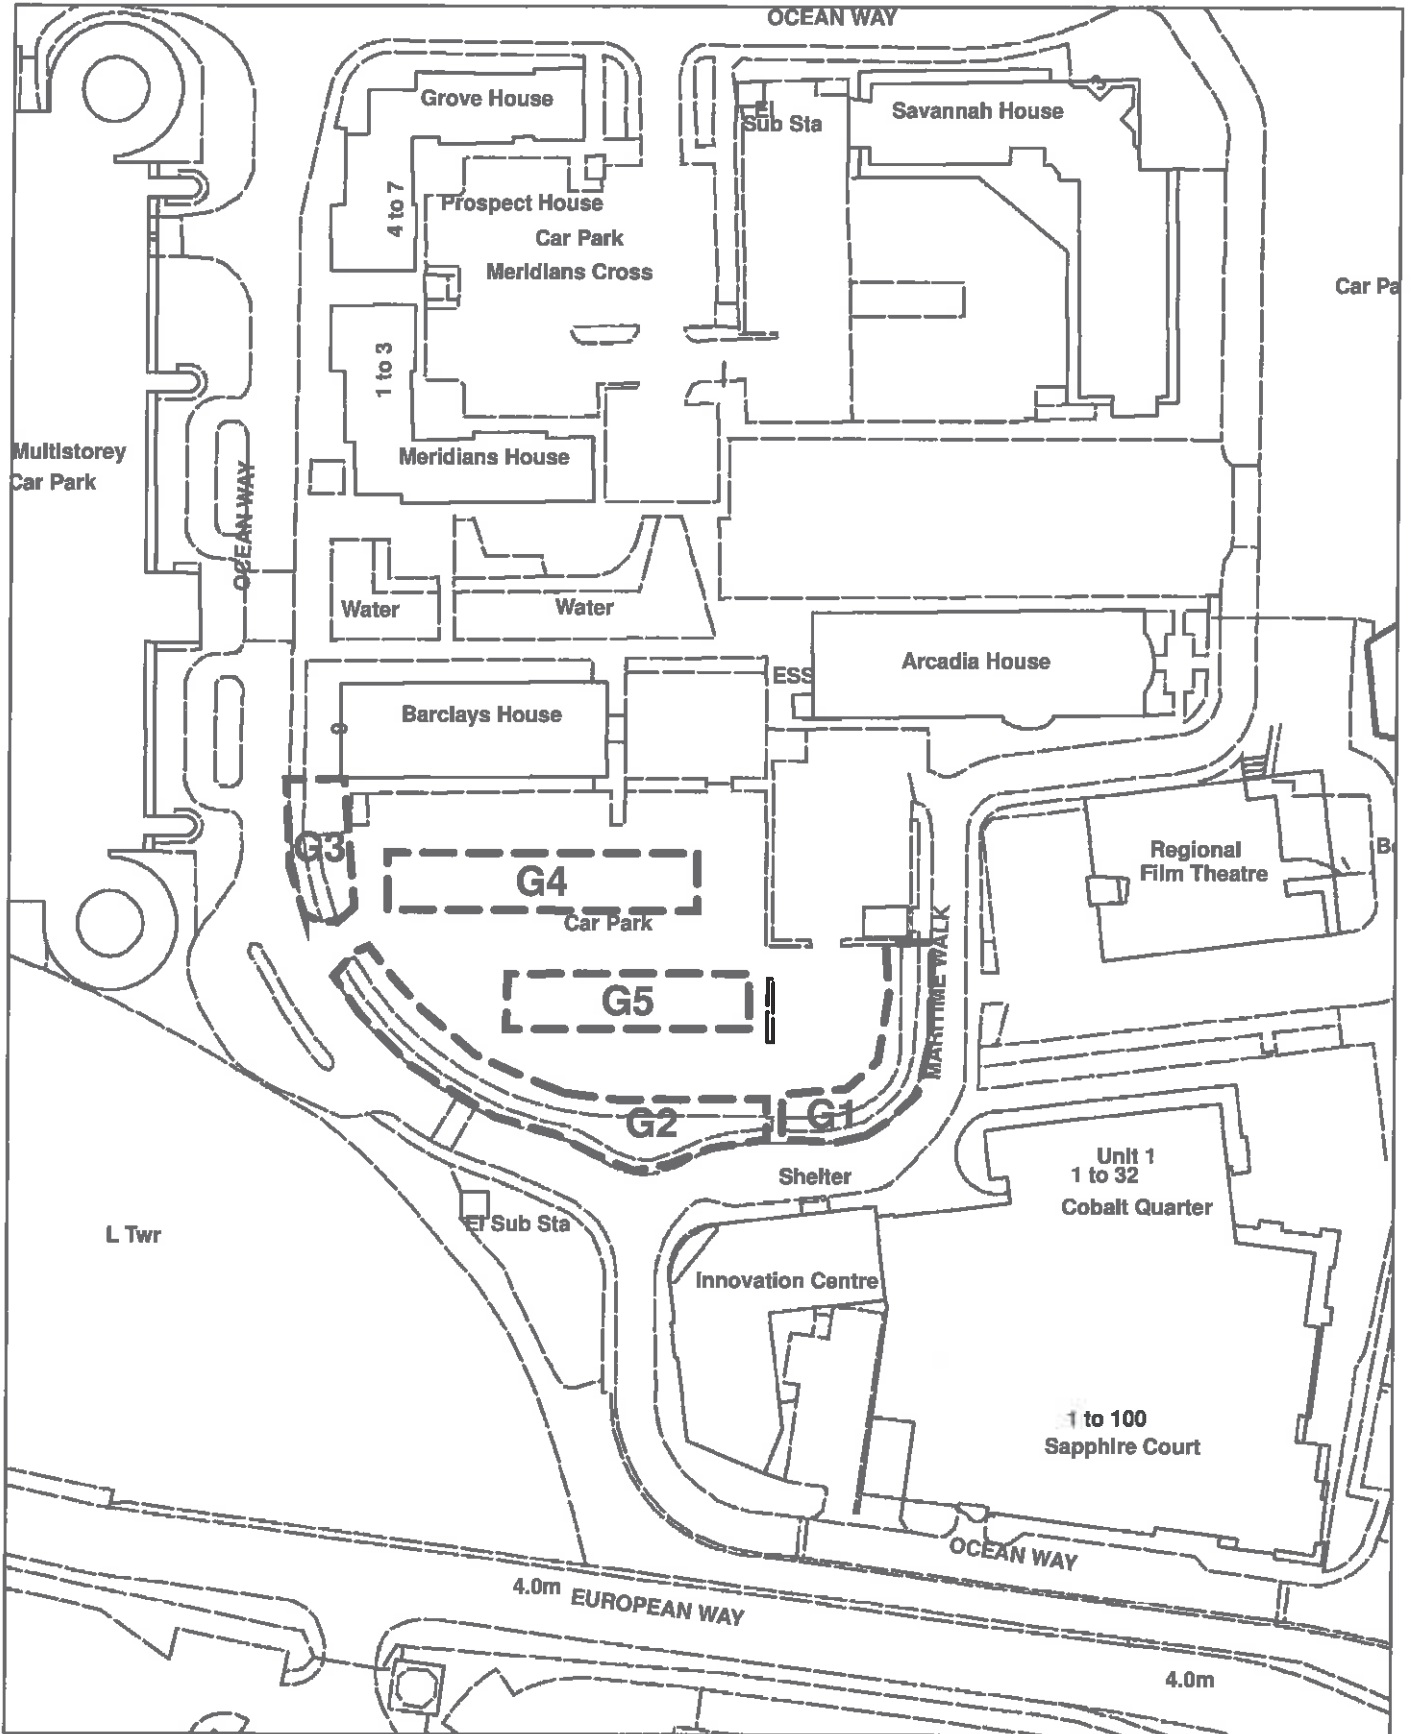 OCEAN WAY
Grove House
El
Sub Sta
Savannah House
3
4 to 7
Prospect House
Car Park
Meridians Cross
1 to 3
Multistorey
Car Park
OCEAN WAY
Meridians House
Water
Water
ESS
Arcadia House
9
Barclays House
G3
G4
Car Park
G5
MARITIME WALK
Regional
Film Theatre
G2
G1
Shelter
Unit 1
1 to 32
Cobalt Quarter
L Twr
El Sub Sta
Innovation Centre
1 to 100
Sapphire Court
OCEAN WAY
4.0m
EUROPEAN WAY
4.0m